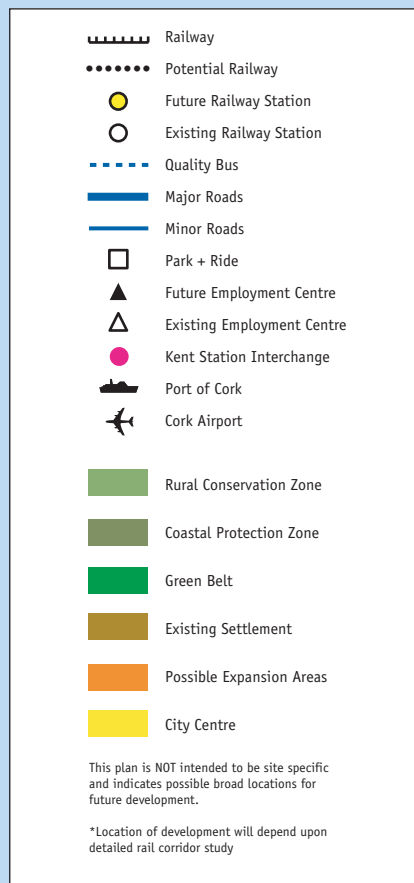 Railway
Potential Railway
Future Railway Station
Existing Railway Station
Quality Bus
Major Roads
Minor Roads
Park + Ride
Future Employment Centre
Existing Employment Centre
Kent Station Interchange
Port of Cork
Cork Airport
Rural Conservation Zone
Coastal Protection Zone
Green Belt
Existing Settlement
Possible Expansion Areas
City Centre
This plan is NOT intended to be site specific
and indicates possible broad locations for
future development.
*Location of development will depend upon
detailed rail corridor study